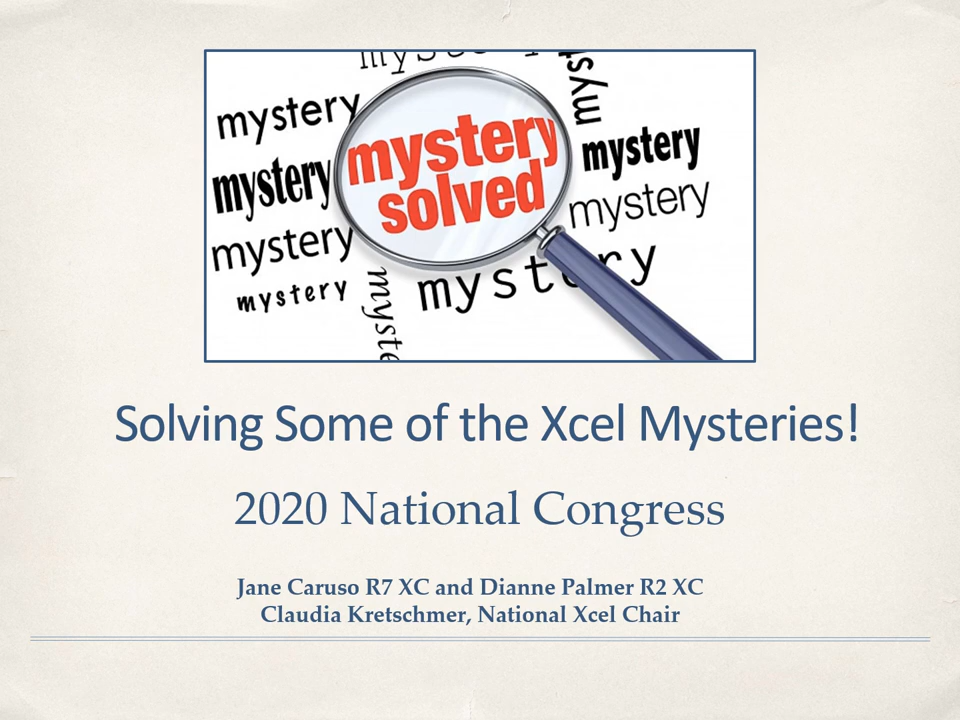 mystery
mystery
mystery
mystery solved
mystery
mystery
mystery
mystery
mystery
Solving Some of the Xcel Mysteries!
2020 National Congress
Jane Caruso R7 XC and Dianne Palmer R2 XC
Claudia Kretschmer, National Xcel Chair